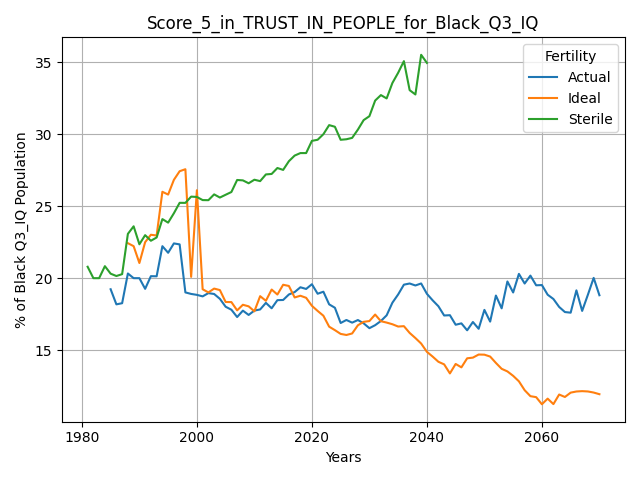 Score_5_in_TRUST_IN_PEOPLE_for_Black_Q3_IQ
Fertility
Actual
Ideal
Sterile
% of Black Q3_IQ Population
35
30
25
20
15
1980
2000
2020
2040
2060
Years